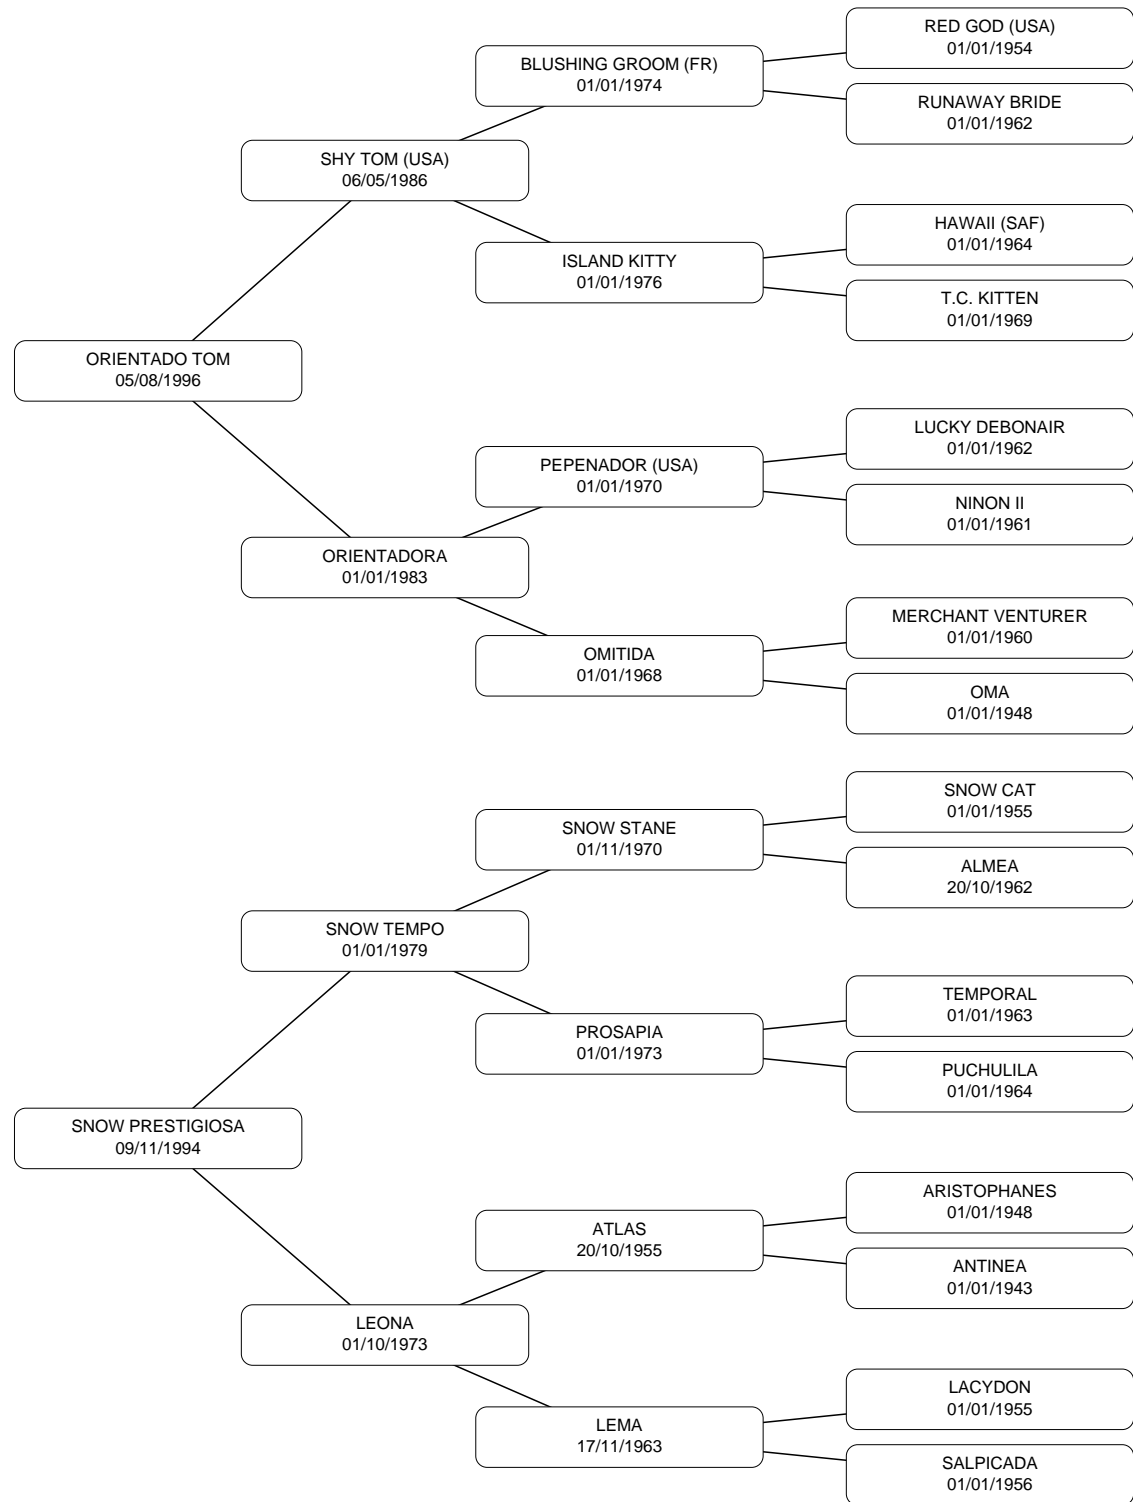 RED GOD (USA)
01/01/1954
BLUSHING GROOM (FR)
01/01/1974
RUNAWAY BRIDE
01/01/1962
SHY TOM (USA)
06/05/1986
HAWAII (SAF)
01/01/1964
ISLAND KITTY
01/01/1976
T.C. KITTEN
01/01/1969
ORIENTADO TOM
05/08/1996
LUCKY DEBONAIR
01/01/1962
PEPENADOR (USA)
01/01/1970
NINON II
01/01/1961
ORIENTADORA
01/01/1983
MERCHANT VENTURER
01/01/1960
OMITIDA
01/01/1968
OMA
01/01/1948
SNOW CAT
01/01/1955
SNOW STANE
01/11/1970
ALMEA
20/10/1962
SNOW TEMPO
01/01/1979
TEMPORAL
01/01/1963
PROSAPIA
01/01/1973
PUCHULILA
01/01/1964
SNOW PRESTIGIOSA
09/11/1994
ARISTOPHANES
01/01/1948
ATLAS
20/10/1955
ANTINEA
01/01/1943
LEONA
01/10/1973
LACYDON
01/01/1955
LEMA
17/11/1963
SALPICADA
01/01/1956